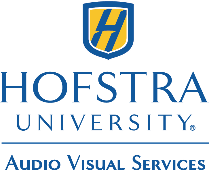 H
HOFSTRA
UNIVERSITY®
AUDIO VISUAL SERVICES